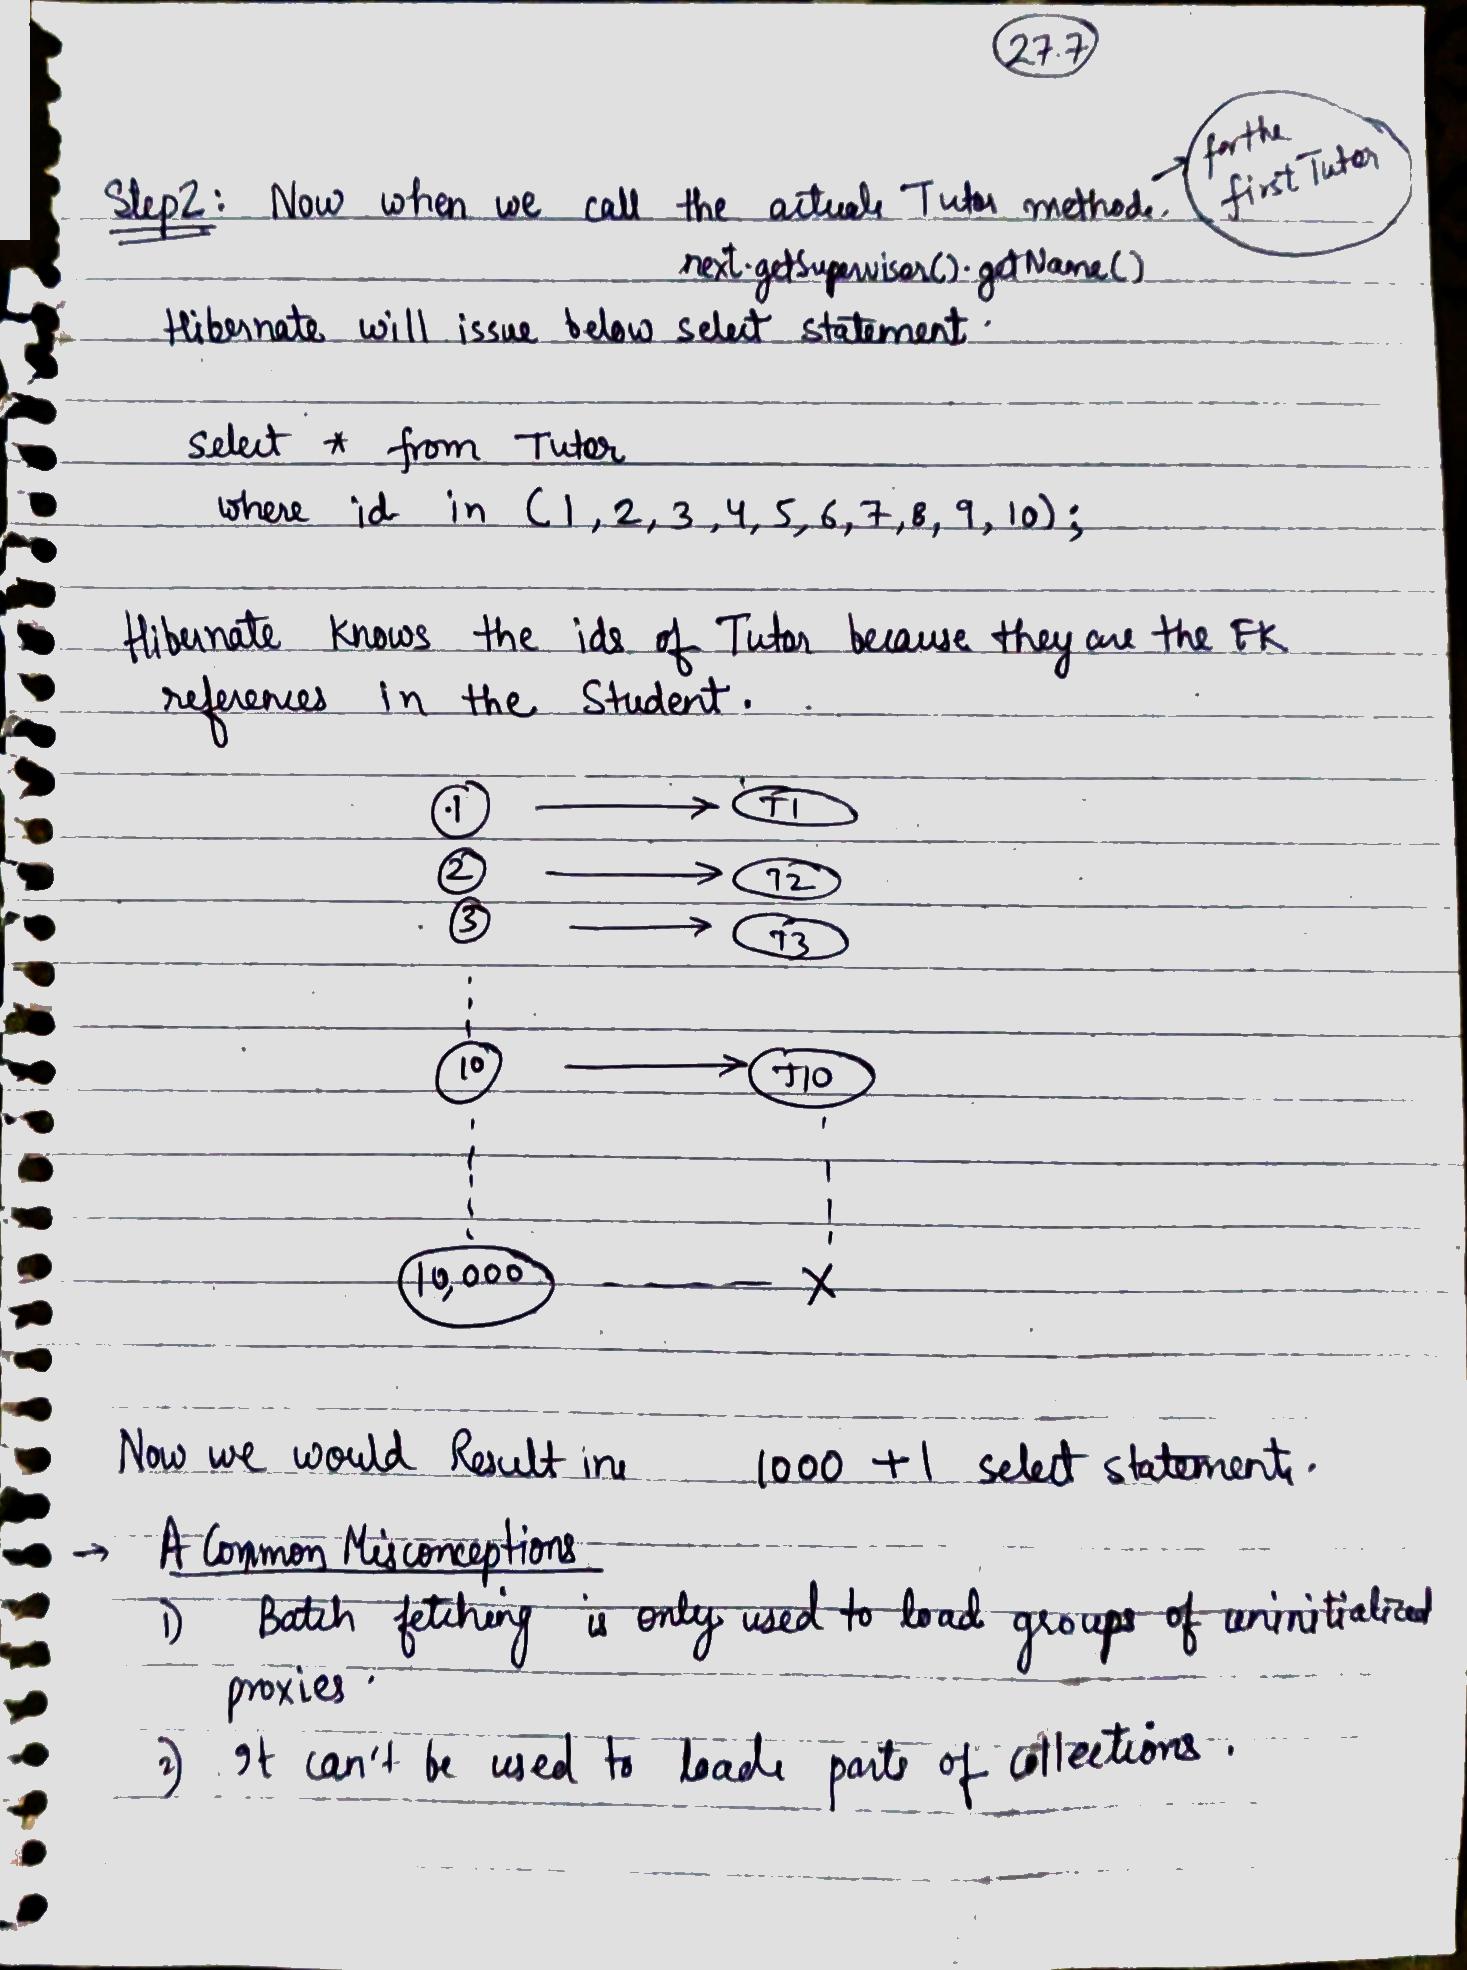 27.7
for the
first Tutor
Step2: Now when we call the actual Tutor method.
next.getSupervisor().getName()
Hibernate will issue below select statement.
select * from Tutor
where id in (1,2,3,4,5,6,7,8,9,10);
Hibernate knows the ids of Tutor because they are the FK
references in the Student.
1 → T1
2 → T2
3 → T3
10 → T10
10,000 — X
Now we would Result in 1000 +1 select statement.
→ A Common Misconceptions
1) Batch fetching is only used to load groups of uninitialized
proxies.
2) It can't be used to load parts of collections.